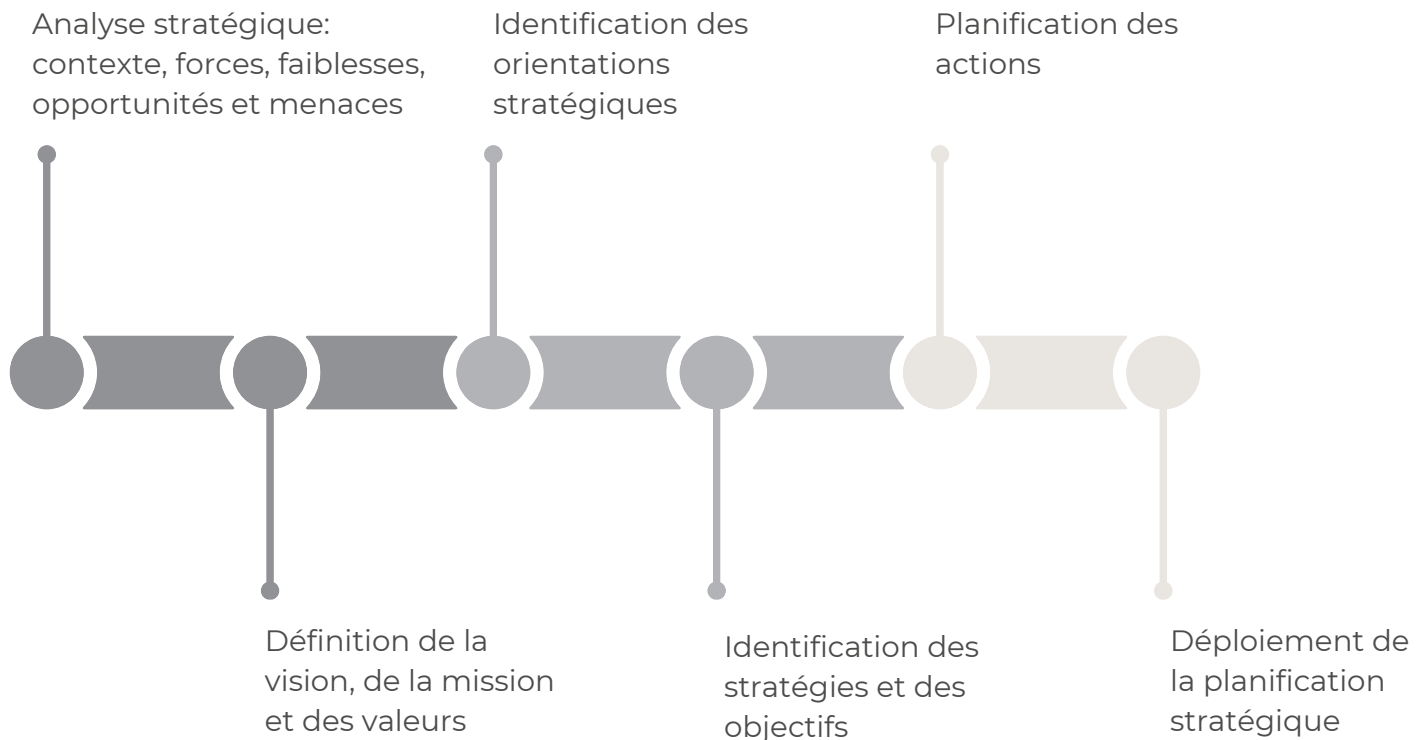 Analyse stratégique:
contexte, forces, faiblesses,
opportunités et menaces
Identification des
orientations
stratégiques
Planification des
actions
Définition de la
vision, de la mission
et des valeurs
Identification des
stratégies et des
objectifs
Déploiement de
la planification
stratégique